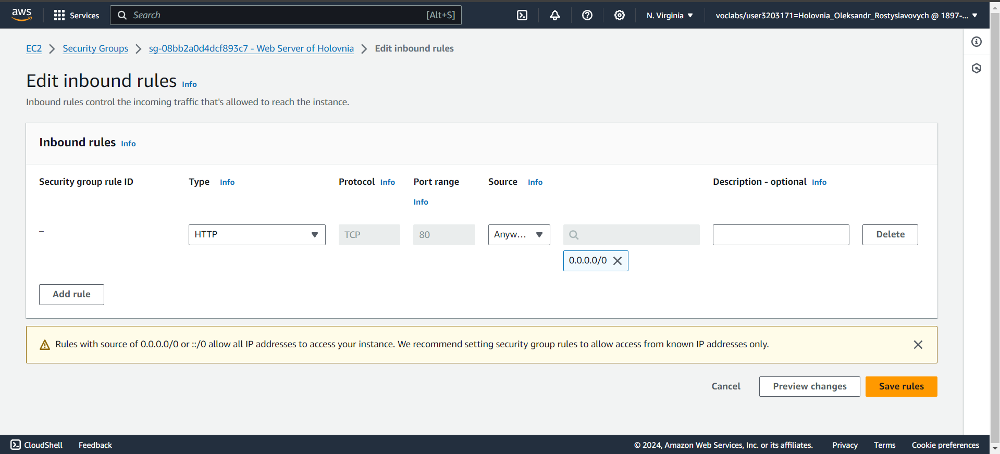 aws Services Search [Alt+S] N. Virginia voclabs/user3203171=Holovnia_Oleksandr_Rostyslavovych @ 1897-...
EC2 Security Groups sg-08bb2a0d4dcf893c7 - Web Server of Holovnia Edit inbound rules
Edit inbound rules Info
Inbound rules control the incoming traffic that's allowed to reach the instance.
Inbound rules Info
Security group rule ID Type Info Protocol Info Port range Source Info Description - optional Info
Info
– HTTP TCP 80 Anyw... Delete
0.0.0.0/0
Add rule
Rules with source of 0.0.0.0/0 or ::/0 allow all IP addresses to access your instance. We recommend setting security group rules to allow access from known IP addresses only.
Cancel Preview changes Save rules
CloudShell Feedback © 2024, Amazon Web Services, Inc. or its affiliates. Privacy Terms Cookie preferences